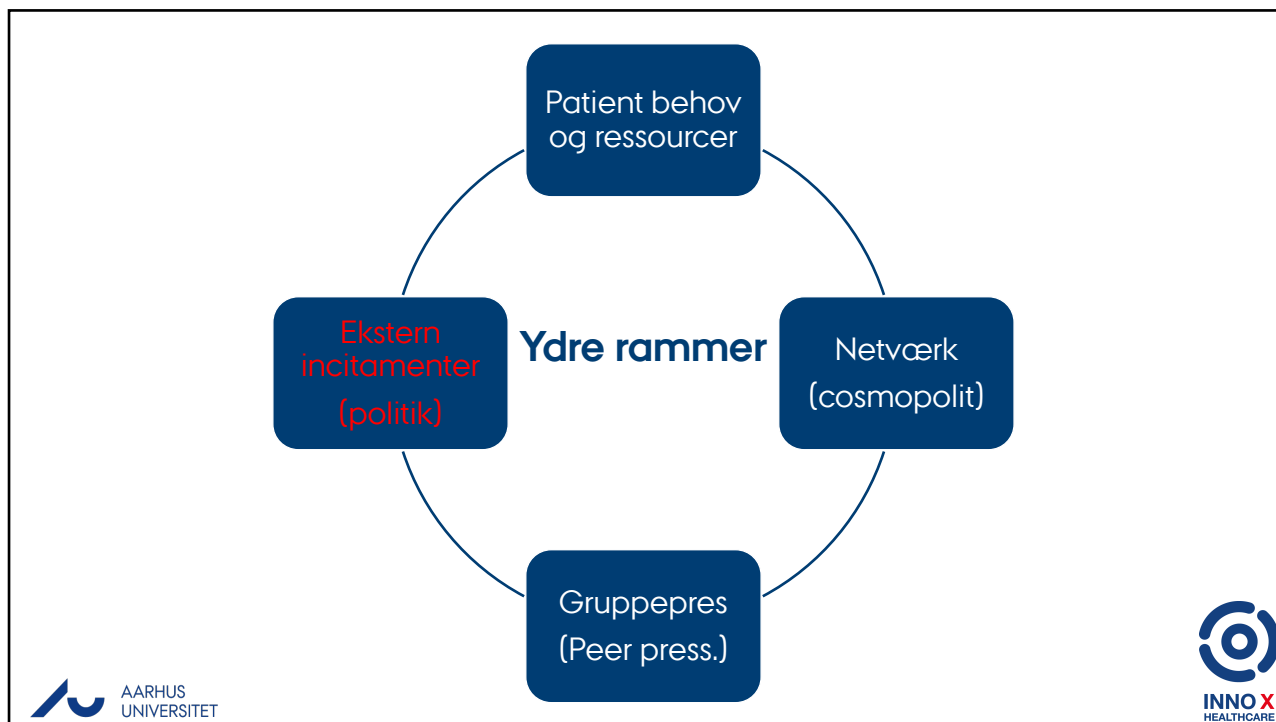 Patient behov
og ressourcer
Ekstern
incitamenter
(politik)
Ydre rammer
Netværk
(cosmopolit)
Gruppepres
(Peer press.)
AARHUS
UNIVERSITET
INNO X
HEALTHCARE